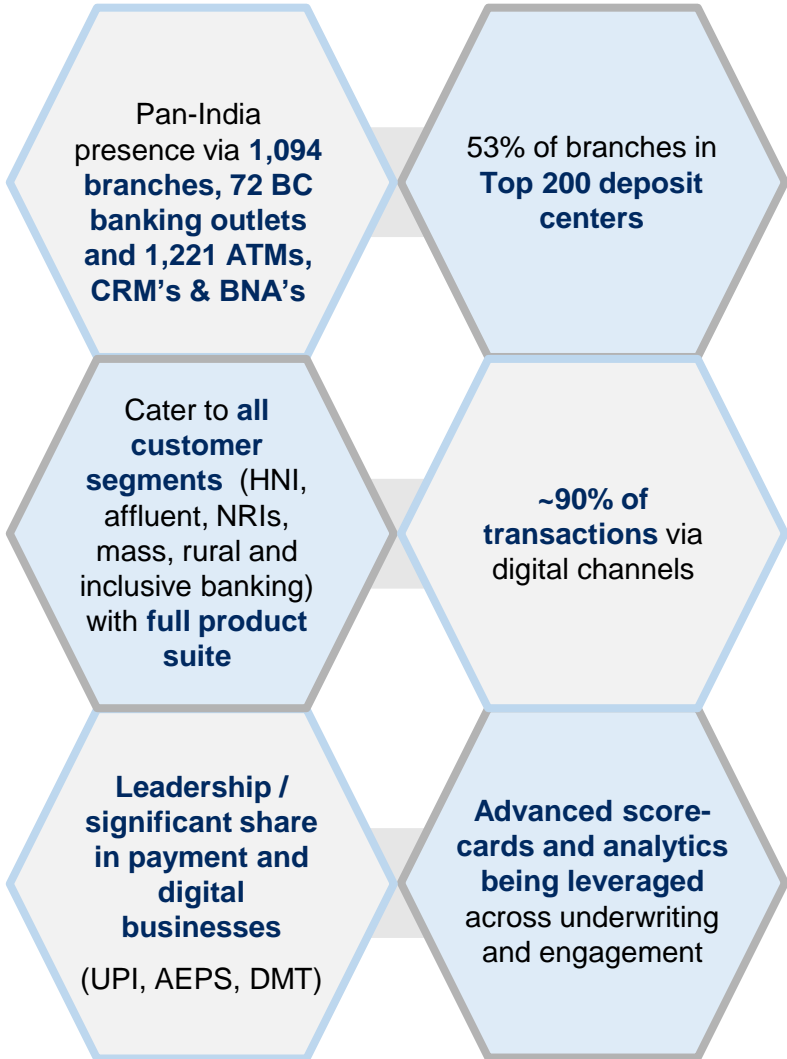 Pan-India
presence via 1,094
branches, 72 BC
banking outlets
and 1,221 ATMs,
CRM's & BNA's
53% of branches in
Top 200 deposit
centers
Cater to all
customer
segments (HNI,
affluent, NRIs,
mass, rural and
inclusive banking)
with full product
suite
~90% of
transactions via
digital channels
Leadership /
significant share
in payment and
digital
businesses
(UPI, AEPS, DMT)
Advanced score-
cards and analytics
being leveraged
across underwriting
and engagement